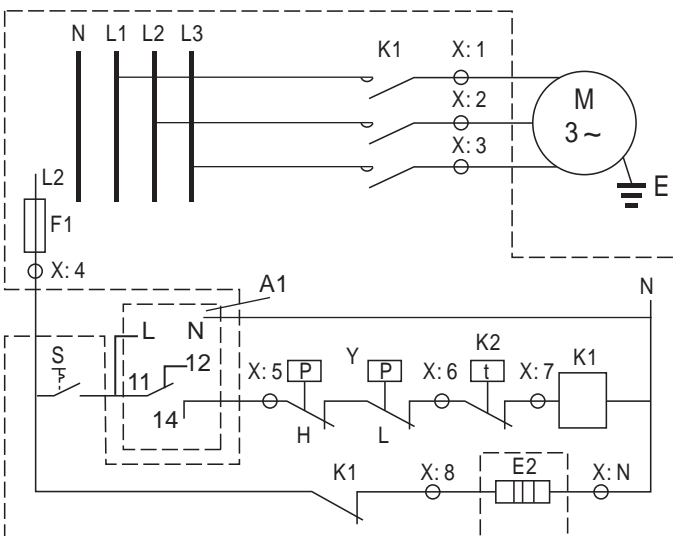 N L1 L2 L3 K1 X: 1
X: 2
X: 3
M
3 ~
E
L2
F1
X: 4
A1
N
L N
S
12
11
14
X: 5 P Y P X: 6 K2 t X: 7 K1
H L
K1 X: 8 E2 X: N